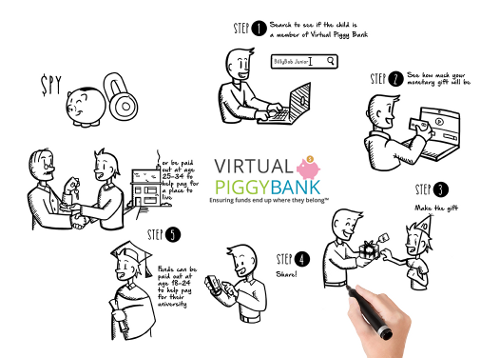 STEP 1
Search to see if the child is
a member of Virtual Piggy Bank
BillyBob Junior
$PY
STEP 2
See how much your
monetary gift will be
or be paid
out at age
25-34 to
help pay for
a place to
live
VIRTUAL
PIGGYBANK
Ensuring funds end up where they belong™
STEP 3
Make the gift
STEP 5
Funds can be
paid out at
age 18-24
to help pay
for their
university
STEP 4
Share!